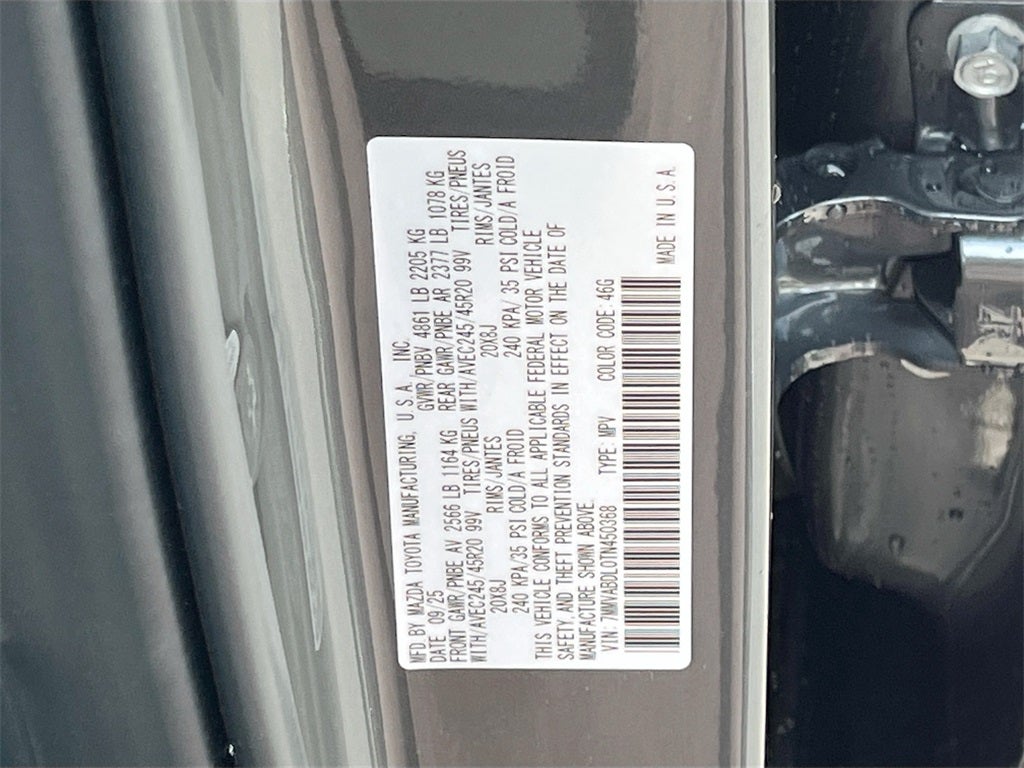 MFD BY MAZDA TOYOTA MANUFACTURING, U.S.A., INC.
DATE 09/25 GVWR/PNBV 4861 LB 2205 KG
FRONT GAWR/PNBE AV 2566 LB 1164 KG REAR GAWR/PNBE AR 2377 LB 1078 KG
WITH/AVEC245/45R20 99V TIRES/PNEUS WITH/AVEC245/45R20 99V TIRES/PNEUS
20X8J RIMS/JANTES 20X8J RIMS/JANTES
240 KPA/35 PSI COLD/A FROID 240 KPA/35 PSI COLD/A FROID
THIS VEHICLE CONFORMS TO ALL APPLICABLE FEDERAL MOTOR VEHICLE
SAFETY AND THEFT PREVENTION STANDARDS IN EFFECT ON THE DATE OF
MANUFACTURE SHOWN ABOVE.
VIN: 7MMVABDL0TN450368 TYPE: MPV COLOR CODE: 46G
MADE IN U.S.A.